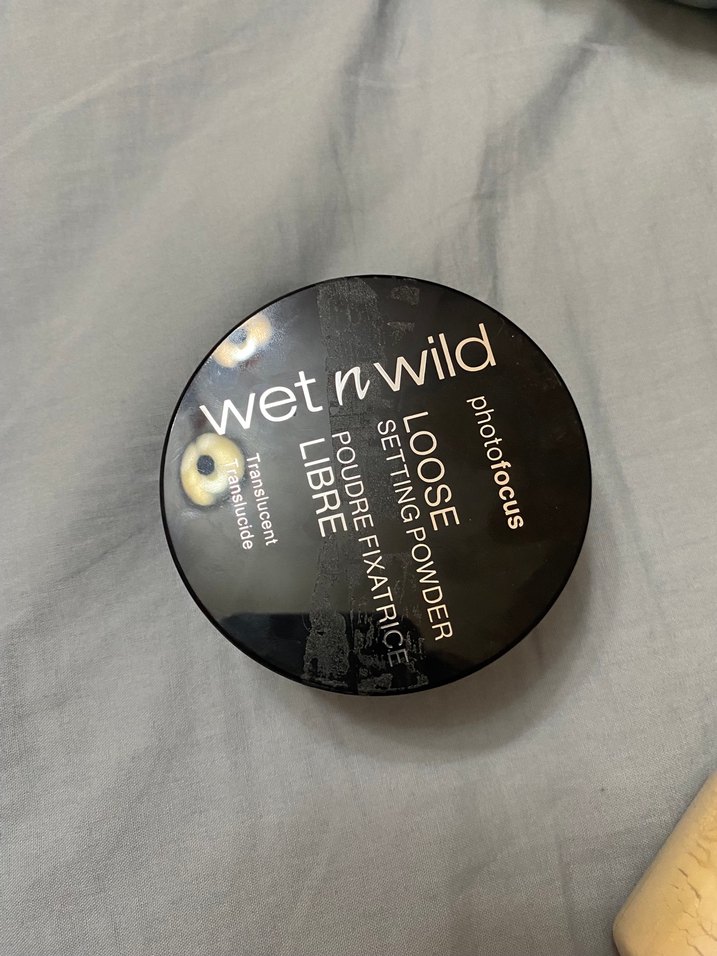 wet n wild
photofocus
LOOSE
SETTING POWDER
POUDRE FIXATRICE
LIBRE
Translucent
Translucide